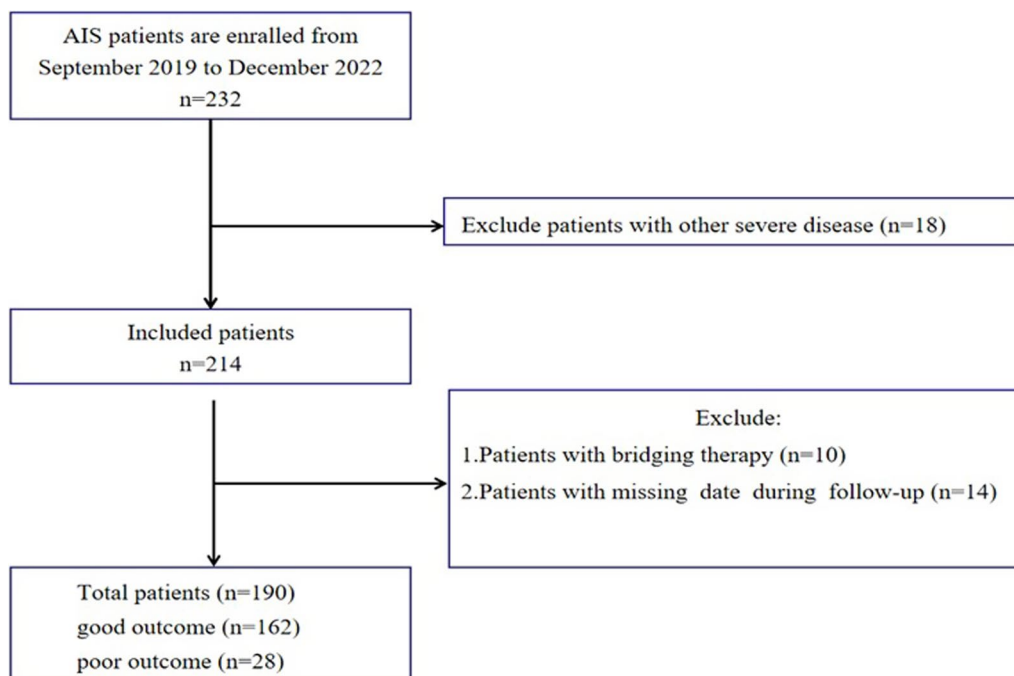 AIS patients are enralled from
September 2019 to December 2022
n=232
Exclude patients with other severe disease (n=18)
Included patients
n=214
Exclude:
1.Patients with bridging therapy (n=10)
2.Patients with missing date during follow-up (n=14)
Total patients (n=190)
good outcome (n=162)
poor outcome (n=28)